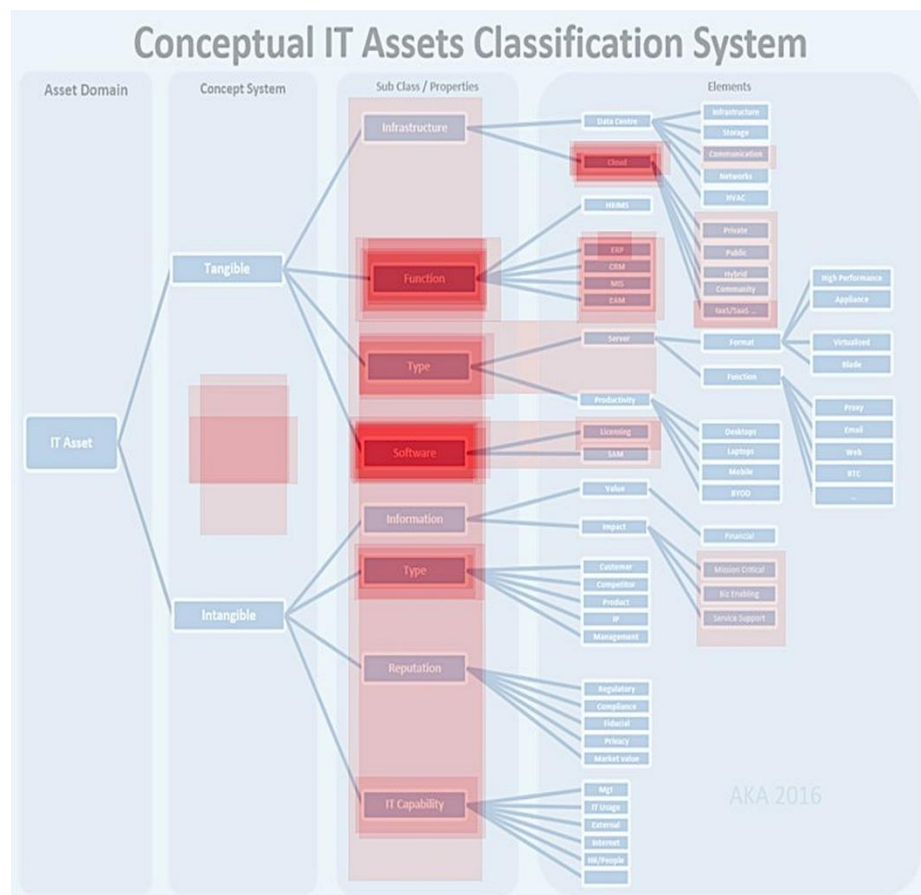 Conceptual IT Assets Classification System
Asset Domain
Concept System
Sub Class / Properties
Elements
IT Asset
Tangible
Intangible
Infrastructure
Function
Type
Software
Information
Type
Reputation
IT Capability
Data Centre
Cloud
HRIMS
ERP
CRM
MIS
EAM
Server
Productivity
Licensing
SAM
Value
Impact
Customer
Competitor
Product
IP
Management
Regulatory
Compliance
Fiducial
Privacy
Market value
Mgt
IT Usage
External
Internet
HR/People
Infrastructure
Storage
Communication
Networks
HVAC
Private
Public
Hybrid
Community
IaaS/SaaS ...
Format
Function
Desktops
Laptops
Mobile
BYOD
Financial
Mission Critical
Biz Enabling
Service Support
High Performance
Appliance
Virtualised
Blade
Proxy
Email
Web
...
AKA 2016